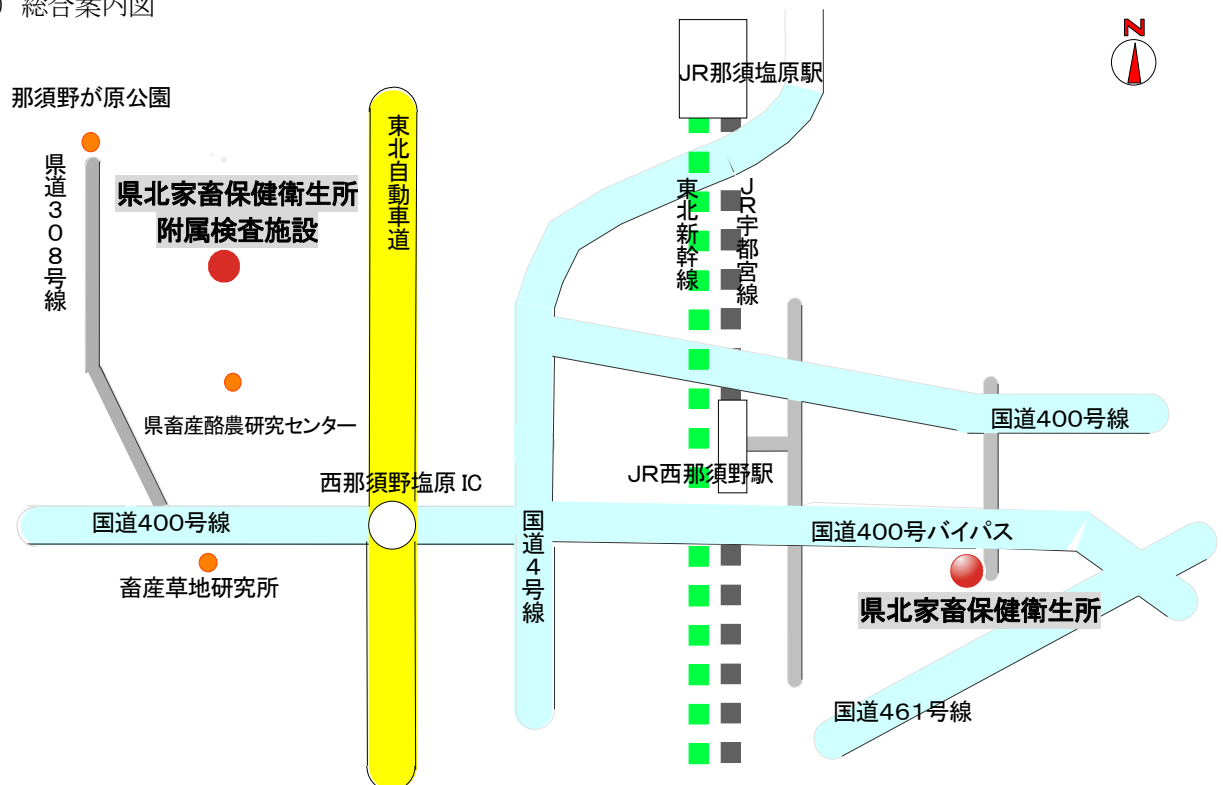 ) 総合案内図
N
JR那須塩原駅
那須野が原公園
県道308号線
県北家畜保健衛生所
附属検査施設
東北自動車道
東北新幹線
JR宇都宮線
県畜産酪農研究センター
国道400号線
西那須野塩原 IC
JR西那須野駅
国道400号線
国道4号線
国道400号バイパス
畜産草地研究所
県北家畜保健衛生所
国道461号線